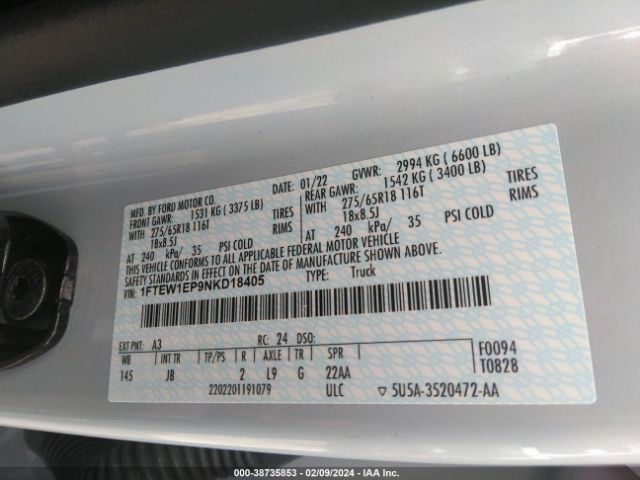 MFD. BY FORD MOTOR CO.
DATE: 01/22 GVWR: 2994 KG ( 6600 LB)
FRONT GAWR: 1531 KG ( 3375 LB) REAR GAWR: 1542 KG ( 3400 LB)
WITH 275/65R18 116T TIRES WITH 275/65R18 116T TIRES
18x8.5J RIMS 18x8.5J RIMS
AT 240 kPa/ 35 PSI COLD AT 240 kPa/ 35 PSI COLD
THIS VEHICLE CONFORMS TO ALL APPLICABLE FEDERAL MOTOR VEHICLE
SAFETY STANDARDS IN EFFECT ON THE DATE OF MANUFACTURE SHOWN ABOVE.
VIN: 1FTEW1EP9NKD18405 TYPE: Truck
EXT PNT: A3 RC: 24 DSO:
WB INT TR TP/PS R AXLE TR SPR
145 JB 2 L9 G 22AA
2202201191079 ULC
F0094
T0828
▽ 5U5A-3520472-AA
000-38735853 - 02/09/2024 - IAA Inc.